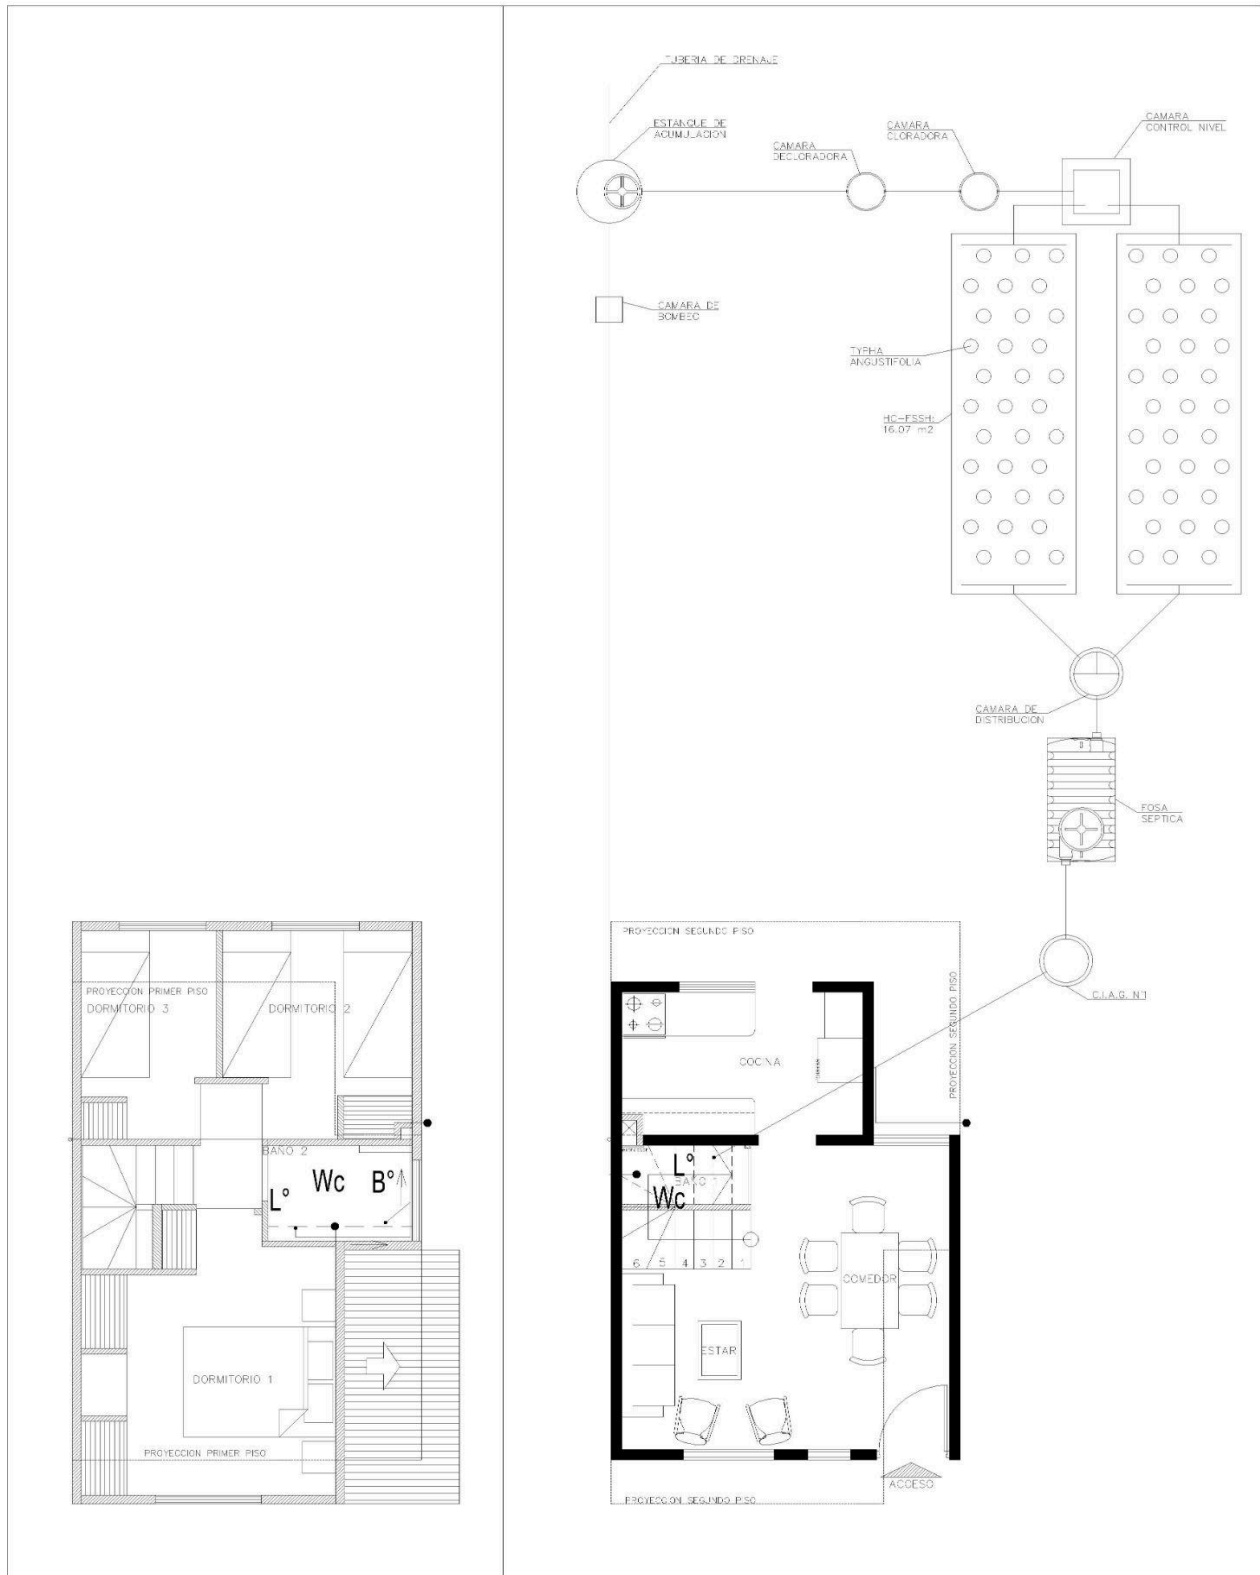 TUBERIA DE DRENAJE
ESTANQUE DE
ACUMULACION
CAMARA
DECLORADORA
CAMARA
CLORADORA
CAMARA
CONTROL NIVEL
CAMARA DE
BOMBEO
TYPHA
ANGUSTIFOLIA
HC-FSSH:
16.07 m2
CAMARA DE
DISTRIBUCION
FOSA
SEPTICA
C.I.A.G. N°1
PROYECCION PRIMER PISO
DORMITORIO 3
DORMITORIO 2
BAÑO 2
L°
Wc
B°
DORMITORIO 1
PROYECCION PRIMER PISO
PROYECCION SEGUNDO PISO
PROYECCION SEGUNDO PISO
COCINA
L°
BAÑO 1
Wc
6 5 4 3 2 1
COMEDOR
ESTAR
ACCESO
PROYECCION SEGUNDO PISO